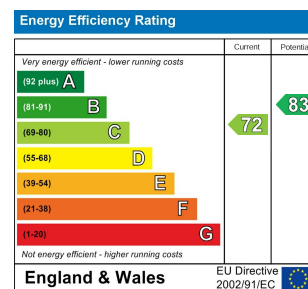 Energy Efficiency Rating
Current Potentia
Very energy efficient - lower running costs
(92 plus) A
(81-91) B
83
(69-80) C
72
(55-68) D
(39-54) E
(21-38) F
(1-20) G
Not energy efficient - higher running costs
England & Wales
EU Directive
2002/91/EC